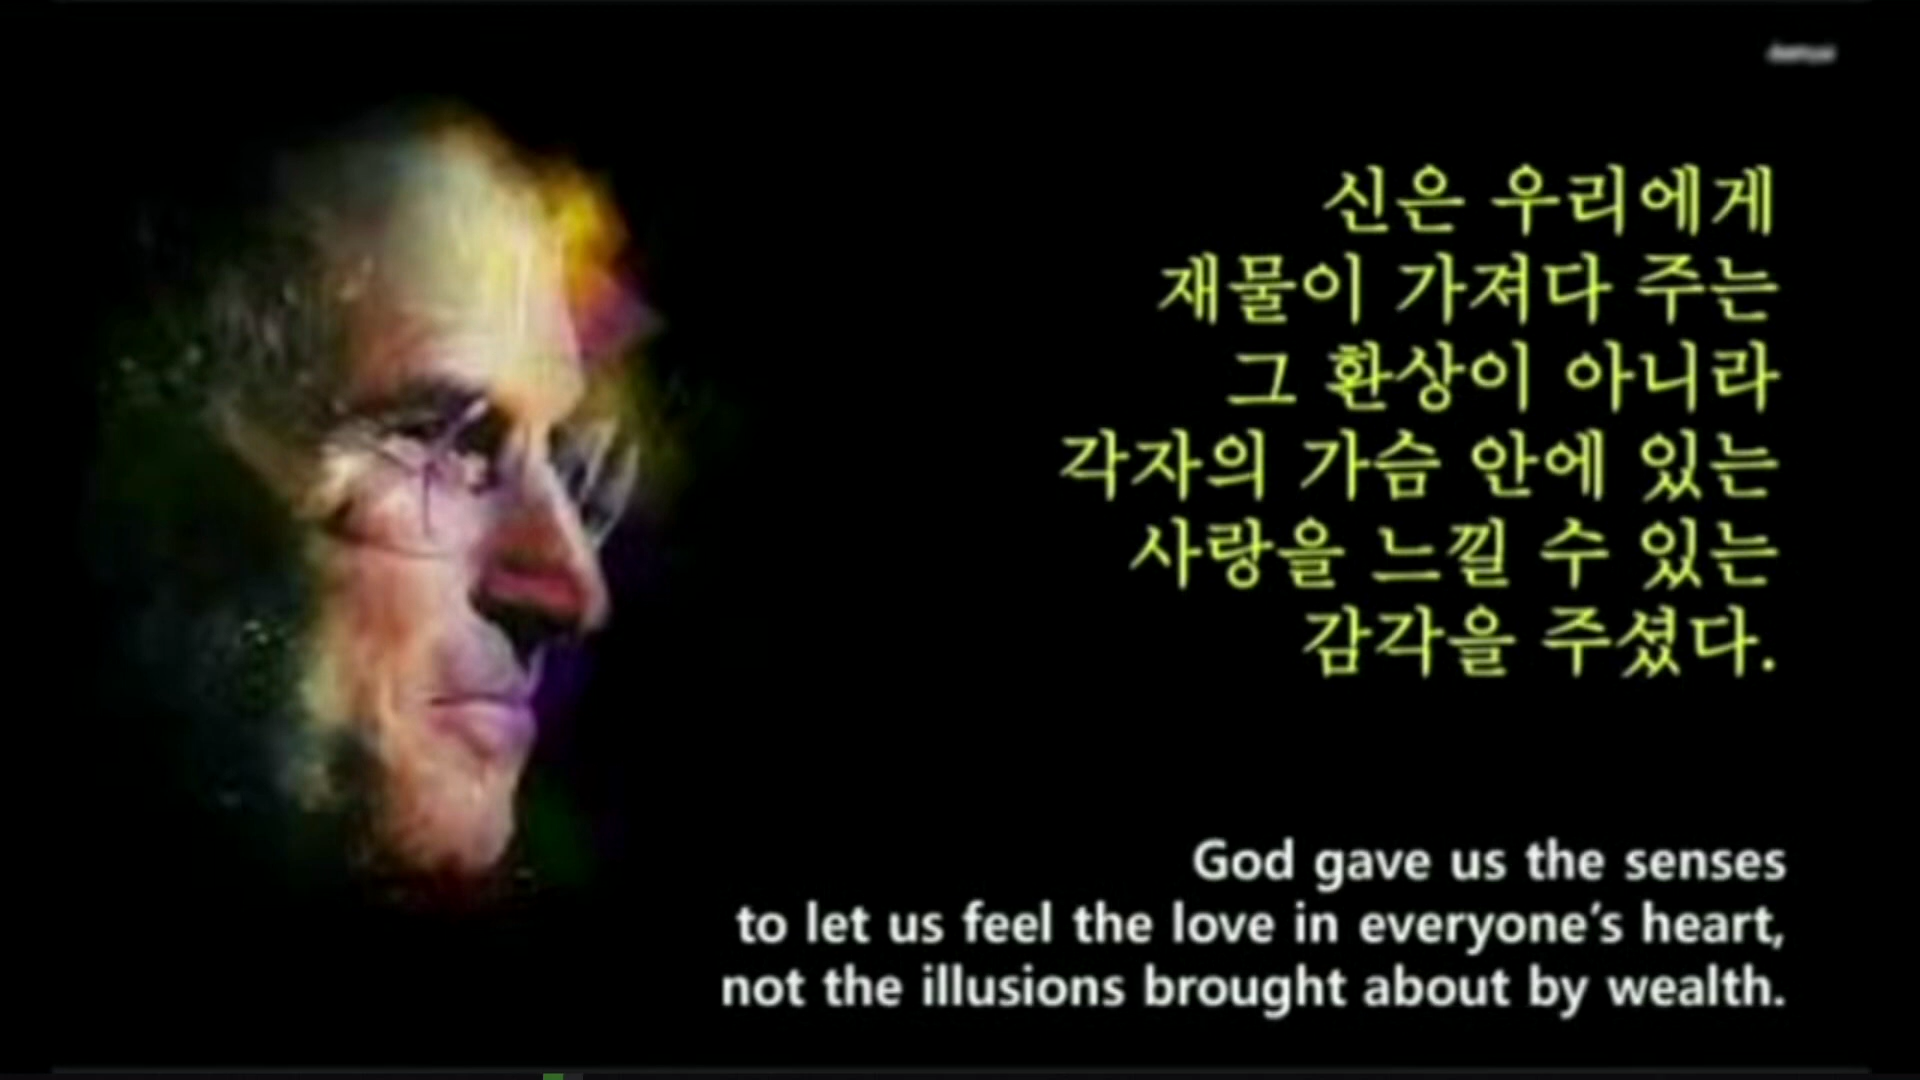 신은 우리에게
재물이 가져다 주는
그 환상이 아니라
각자의 가슴 안에 있는
사랑을 느낄 수 있는
감각을 주셨다.
God gave us the senses
to let us feel the love in everyone’s heart,
not the illusions brought about by wealth.